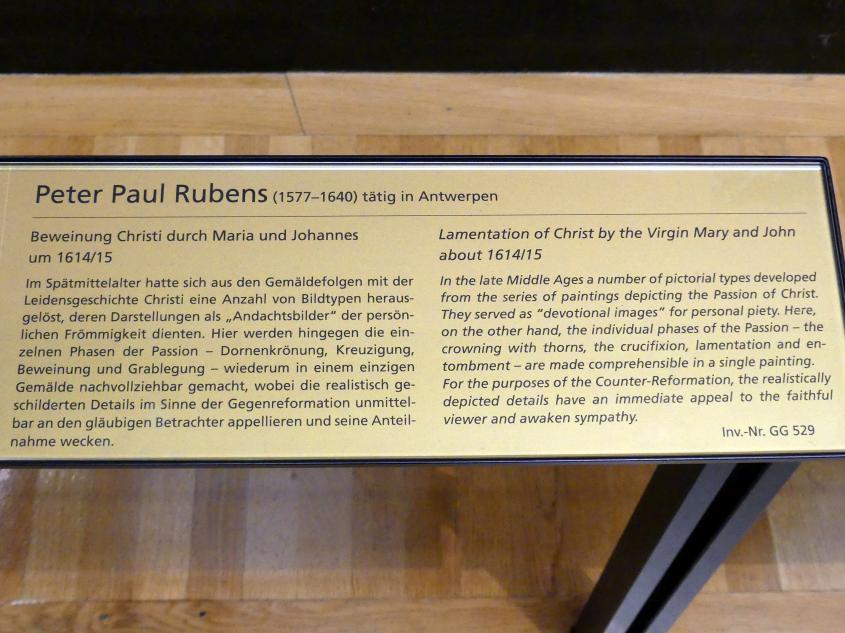 Peter Paul Rubens (1577–1640) tätig in Antwerpen
Beweinung Christi durch Maria und Johannes
um 1614/15
Im Spätmittelalter hatte sich aus den Gemäldefolgen mit der
Leidensgeschichte Christi eine Anzahl von Bildtypen heraus-
gelöst, deren Darstellungen als „Andachtsbilder“ der persön-
lichen Frömmigkeit dienten. Hier werden hingegen die ein-
zelnen Phasen der Passion – Dornenkrönung, Kreuzigung,
Beweinung und Grablegung – wiederum in einem einzigen
Gemälde nachvollziehbar gemacht, wobei die realistisch ge-
schilderten Details im Sinne der Gegenreformation unmittel-
bar an den gläubigen Betrachter appellieren und seine Anteil-
nahme wecken.
Lamentation of Christ by the Virgin Mary and John
about 1614/15
In the late Middle Ages a number of pictorial types developed
from the series of paintings depicting the Passion of Christ.
They served as “devotional images” for personal piety. Here,
on the other hand, the individual phases of the Passion – the
crowning with thorns, the crucifixion, lamentation and en-
tombment – are made comprehensible in a single painting.
For the purposes of the Counter-Reformation, the realistically
depicted details have an immediate appeal to the faithful
viewer and awaken sympathy.
Inv.-Nr. GG 529